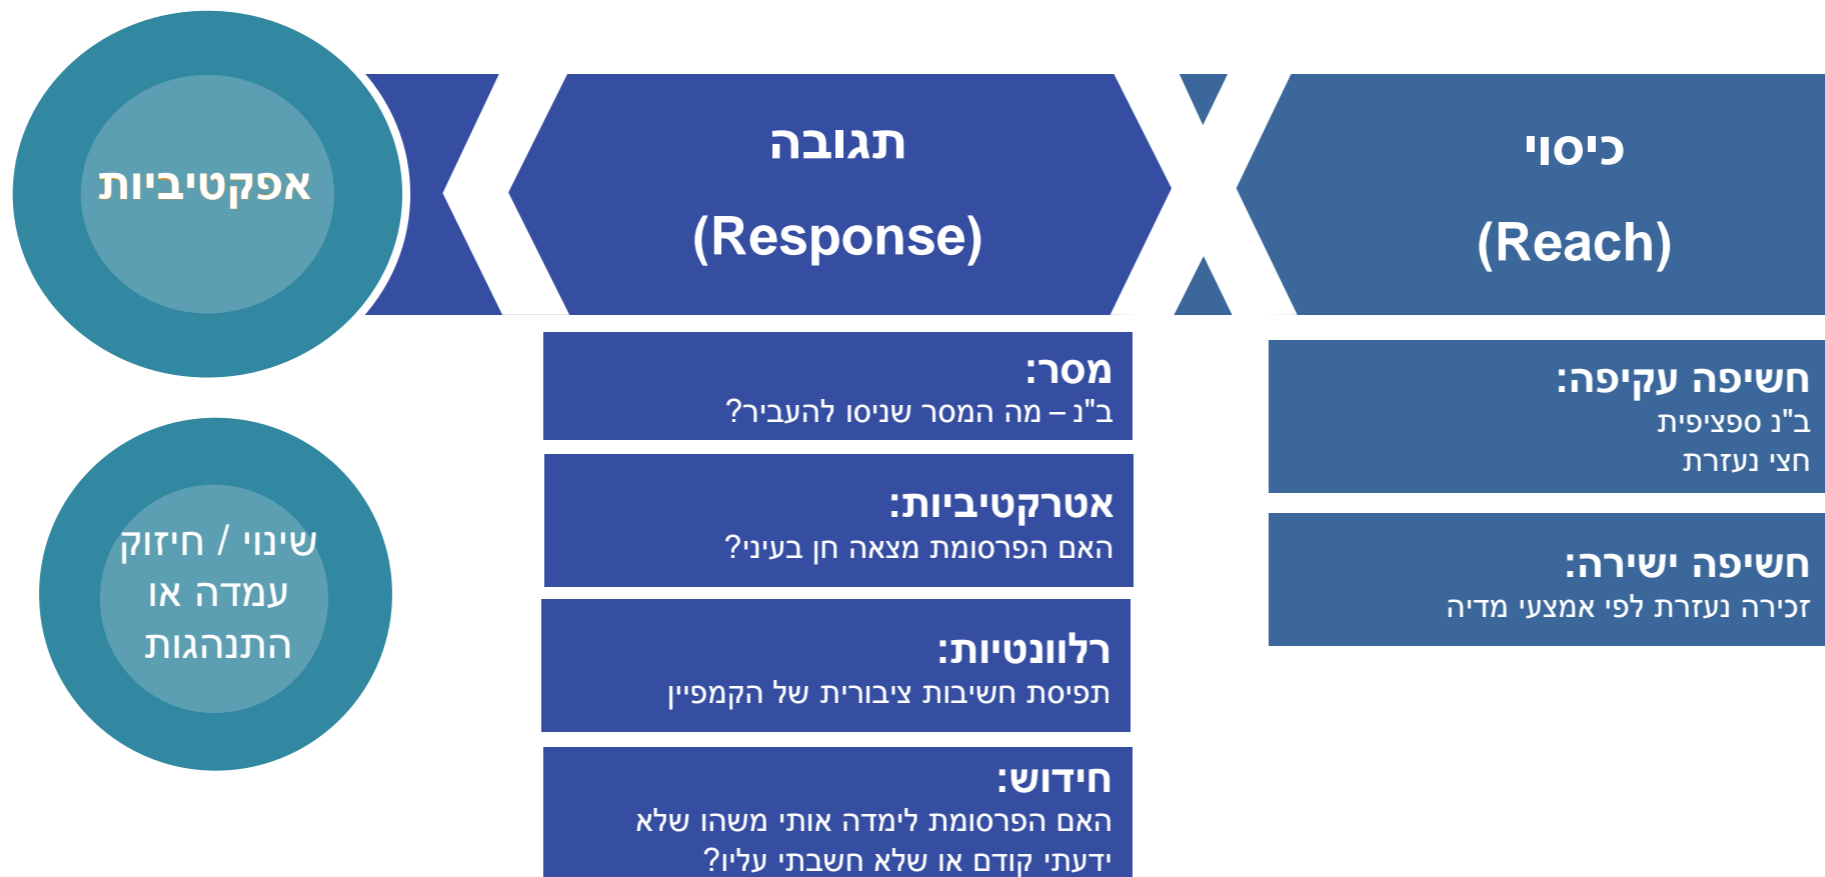 כיסוי
(Reach)
חשיפה עקיפה:
ב"נ ספציפית
חצי נעזרת
חשיפה ישירה:
זכירה נעזרת לפי אמצעי מדיה
תגובה
(Response)
מסר:
ב"נ – מה המסר שניסו להעביר?
אטרקטיביות:
האם הפרסומת מצאה חן בעיני?
רלוונטיות:
תפיסת חשיבות ציבורית של הקמפיין
חידוש:
האם הפרסומת לימדה אותי משהו שלא
ידעתי קודם או שלא חשבתי עליו?
אפקטיביות
שינוי / חיזוק
עמדה או
התנהגות